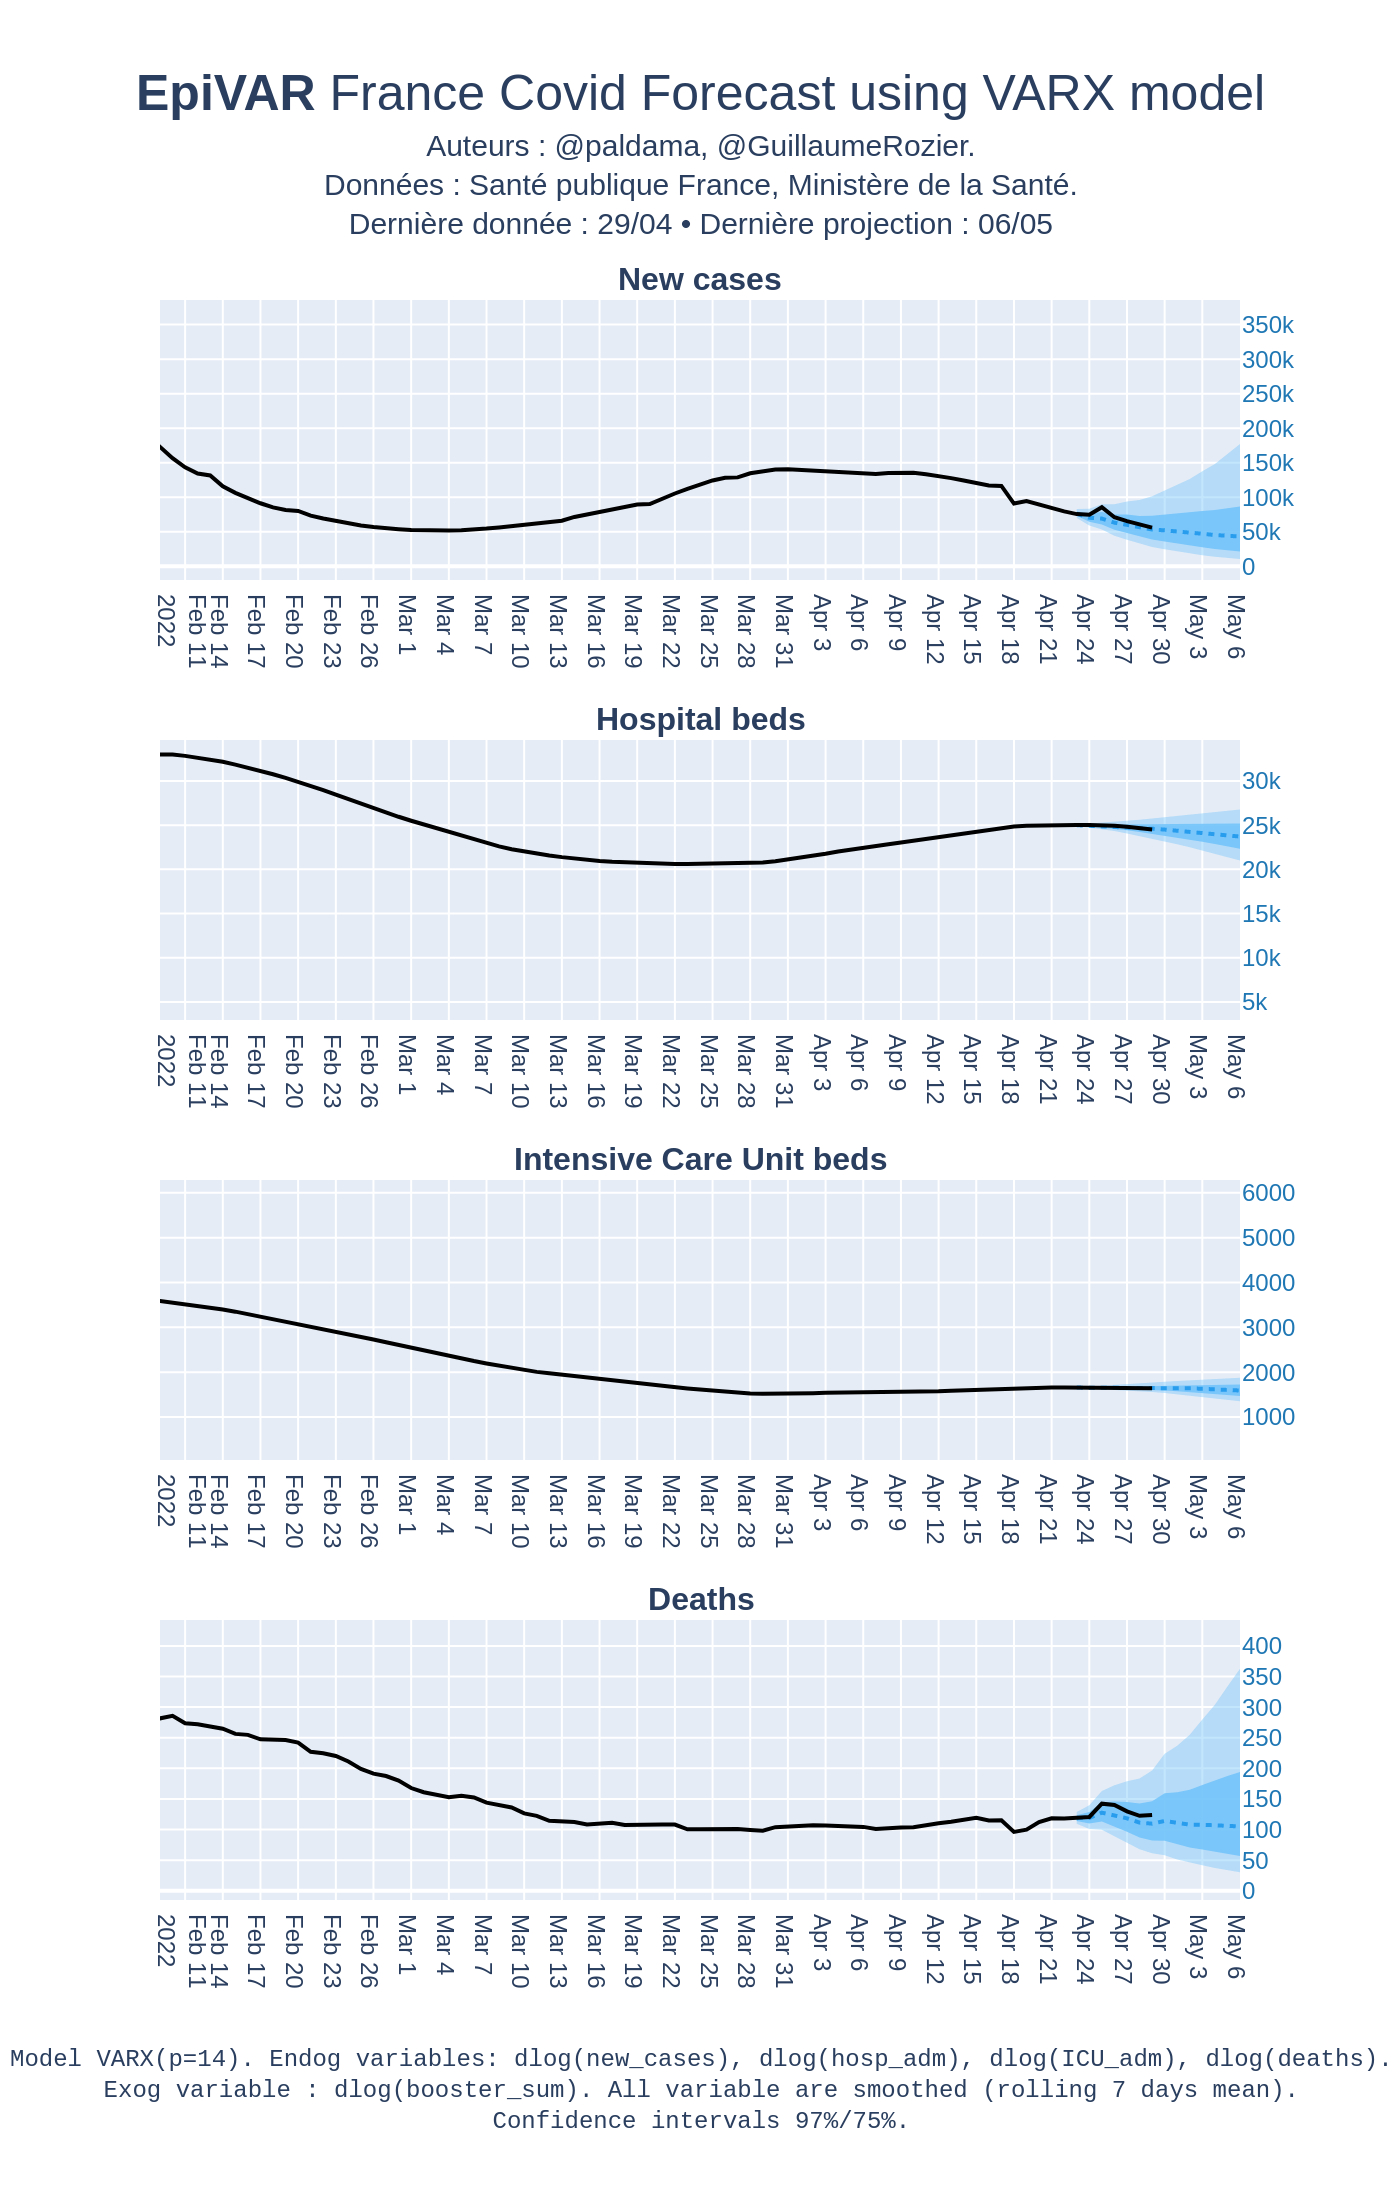 EpiVAR France Covid Forecast using VARX model
Auteurs : @paldama, @GuillaumeRozier.
Données : Santé publique France, Ministère de la Santé.
Dernière donnée : 29/04 • Dernière projection : 06/05
New cases
350k
300k
250k
200k
150k
100k
50k
0
2022 Feb 11 Feb 14 Feb 17 Feb 20 Feb 23 Feb 26 Mar 1 Mar 4 Mar 7 Mar 10 Mar 13 Mar 16 Mar 19 Mar 22 Mar 25 Mar 28 Mar 31 Apr 3 Apr 6 Apr 9 Apr 12 Apr 15 Apr 18 Apr 21 Apr 24 Apr 27 Apr 30 May 3 May 6
Hospital beds
30k
25k
20k
15k
10k
5k
2022 Feb 11 Feb 14 Feb 17 Feb 20 Feb 23 Feb 26 Mar 1 Mar 4 Mar 7 Mar 10 Mar 13 Mar 16 Mar 19 Mar 22 Mar 25 Mar 28 Mar 31 Apr 3 Apr 6 Apr 9 Apr 12 Apr 15 Apr 18 Apr 21 Apr 24 Apr 27 Apr 30 May 3 May 6
Intensive Care Unit beds
6000
5000
4000
3000
2000
1000
2022 Feb 11 Feb 14 Feb 17 Feb 20 Feb 23 Feb 26 Mar 1 Mar 4 Mar 7 Mar 10 Mar 13 Mar 16 Mar 19 Mar 22 Mar 25 Mar 28 Mar 31 Apr 3 Apr 6 Apr 9 Apr 12 Apr 15 Apr 18 Apr 21 Apr 24 Apr 27 Apr 30 May 3 May 6
Deaths
400
350
300
250
200
150
100
50
0
2022 Feb 11 Feb 14 Feb 17 Feb 20 Feb 23 Feb 26 Mar 1 Mar 4 Mar 7 Mar 10 Mar 13 Mar 16 Mar 19 Mar 22 Mar 25 Mar 28 Mar 31 Apr 3 Apr 6 Apr 9 Apr 12 Apr 15 Apr 18 Apr 21 Apr 24 Apr 27 Apr 30 May 3 May 6
Model VARX(p=14). Endog variables: dlog(new_cases), dlog(hosp_adm), dlog(ICU_adm), dlog(deaths).
Exog variable : dlog(booster_sum). All variable are smoothed (rolling 7 days mean).
Confidence intervals 97%/75%.